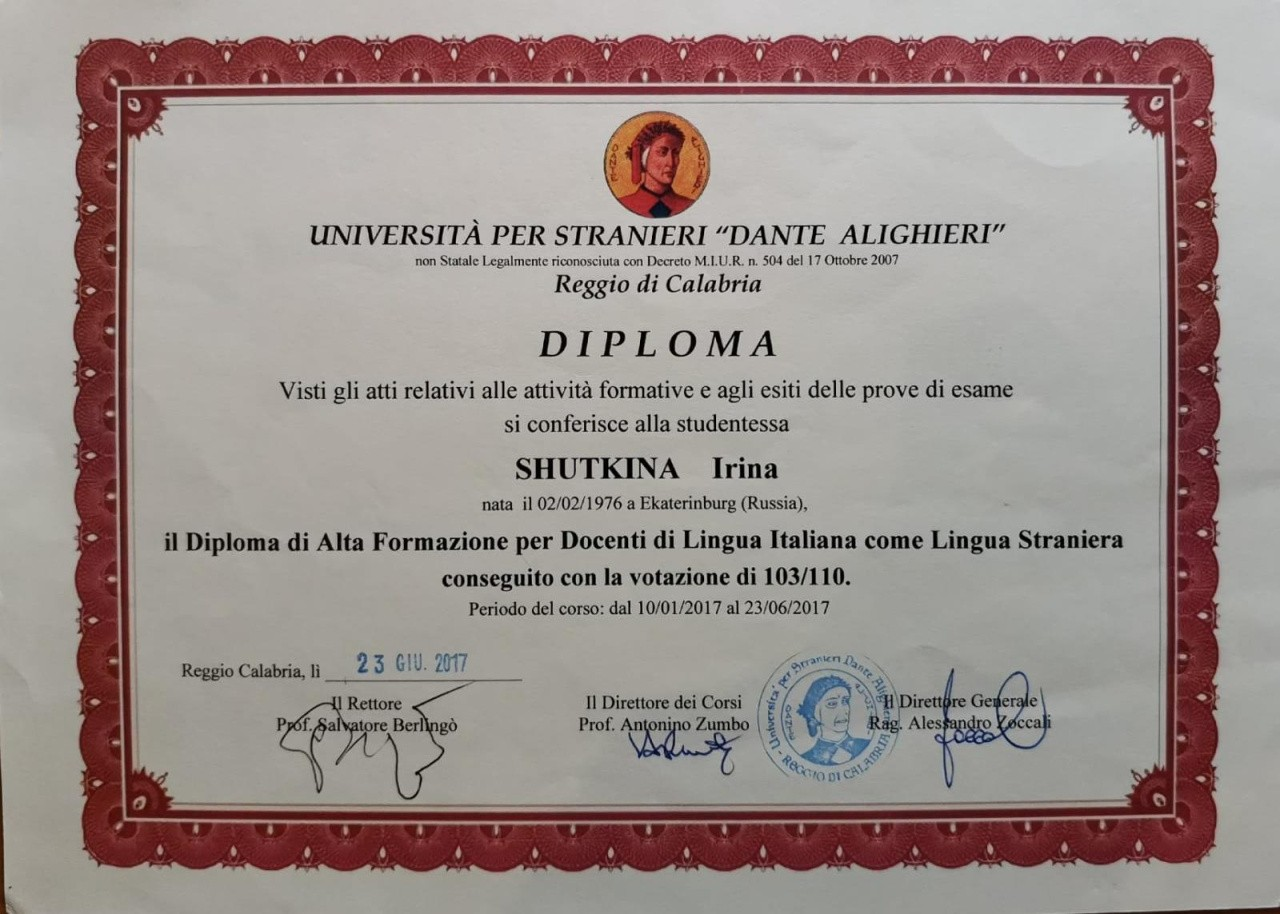 UNIVERSITÀ PER STRANIERI “DANTE ALIGHIERI”
non Statale Legalmente riconosciuta con Decreto M.I.U.R. n. 504 del 17 Ottobre 2007
Reggio di Calabria
DIPLOMA
Visti gli atti relativi alle attività formative e agli esiti delle prove di esame
si conferisce alla studentessa
SHUTKINA Irina
nata il 02/02/1976 a Ekaterinburg (Russia),
il Diploma di Alta Formazione per Docenti di Lingua Italiana come Lingua Straniera
conseguito con la votazione di 103/110.
Periodo del corso: dal 10/01/2017 al 23/06/2017
Reggio Calabria, lì 23 GIU. 2017
Il Rettore
Prof. Salvatore Berlingò
Il Direttore dei Corsi
Prof. Antonino Zumbo
Università per Stranieri Dante Alighieri
REGGIO DI CALABRIA
Il Direttore Generale
Rag. Alessandro Zoccali